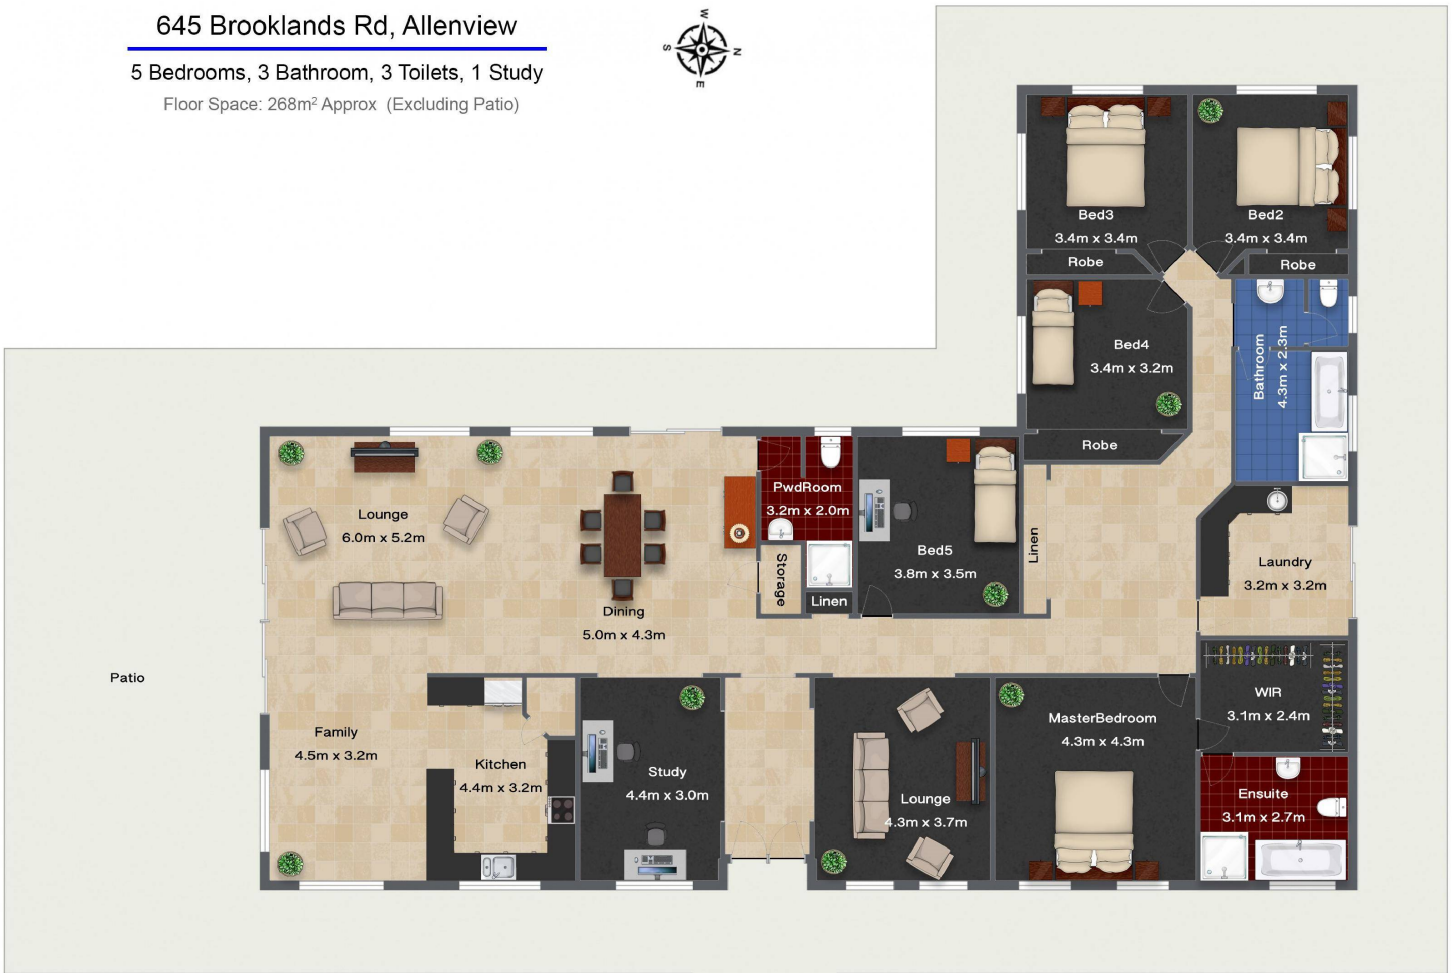 645 Brooklands Rd, Allenview
5 Bedrooms, 3 Bathroom, 3 Toilets, 1 Study
Floor Space: 268m² Approx (Excluding Patio)
W
S
N
E
Bed3
3.4m x 3.4m
Robe
Bed2
3.4m x 3.4m
Robe
Bed4
3.4m x 3.2m
Robe
Bathroom
4.3m x 2.3m
Lounge
6.0m x 5.2m
PwdRoom
3.2m x 2.0m
Bed5
3.8m x 3.5m
Linen
Storage
Linen
Laundry
3.2m x 3.2m
Dining
5.0m x 4.3m
Patio
Family
4.5m x 3.2m
Kitchen
4.4m x 3.2m
Study
4.4m x 3.0m
Lounge
4.3m x 3.7m
MasterBedroom
4.3m x 4.3m
WIR
3.1m x 2.4m
Ensuite
3.1m x 2.7m